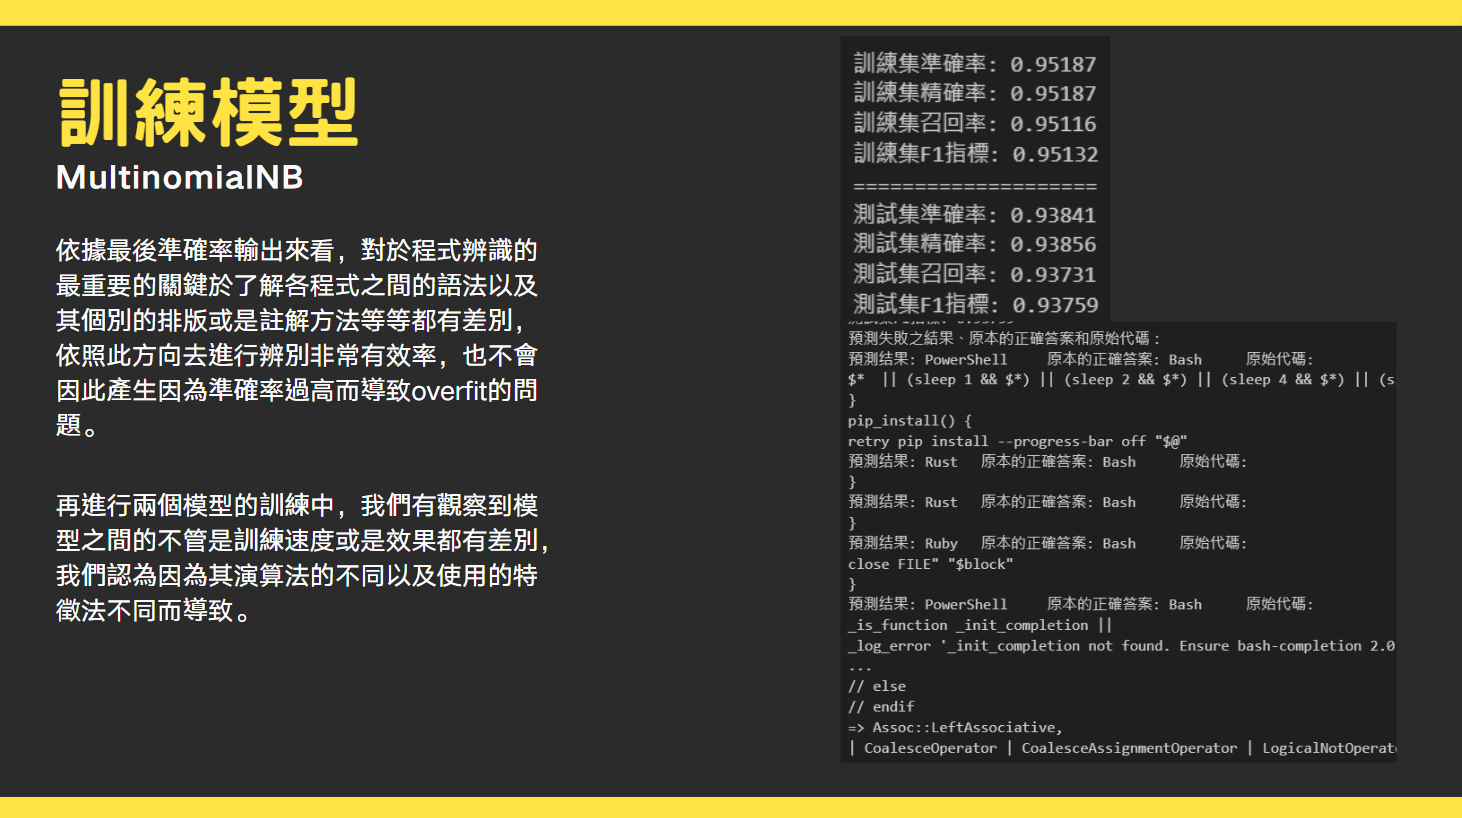 訓練模型
MultinomialNB
依據最後準確率輸出來看，對於程式辨識的
最重要的關鍵於了解各程式之間的語法以及
其個別的排版或是註解方法等等都有差別，
依照此方向去進行辨別非常有效率，也不會
因此產生因為準確率過高而導致overfit的問
題。
再進行兩個模型的訓練中，我們有觀察到模
型之間的不管是訓練速度或是效果都有差別，
我們認為因為其演算法的不同以及使用的特
徵法不同而導致。
訓練集準確率: 0.95187
訓練集精確率: 0.95187
訓練集召回率: 0.95116
訓練集F1指標: 0.95132
====================
測試集準確率: 0.93841
測試集精確率: 0.93856
測試集召回率: 0.93731
測試集F1指標: 0.93759
預測失敗之結果、原本的正確答案和原始代碼：
預測结果: PowerShell 原本的正確答案: Bash 原始代碼:
$* || (sleep 1 && $*) || (sleep 2 && $*) || (sleep 4 && $*) || (s
}
pip_install() {
retry pip install --progress-bar off "$@"
預測结果: Rust 原本的正確答案: Bash 原始代碼:
}
預測结果: Rust 原本的正確答案: Bash 原始代碼:
}
預測结果: Ruby 原本的正確答案: Bash 原始代碼:
close FILE" "$block"
}
預測结果: PowerShell 原本的正確答案: Bash 原始代碼:
_is_function _init_completion ||
_log_error '_init_completion not found. Ensure bash-completion 2.0
...
// else
// endif
=> Assoc::LeftAssociative,
| CoalesceOperator | CoalesceAssignmentOperator | LogicalNotOperat